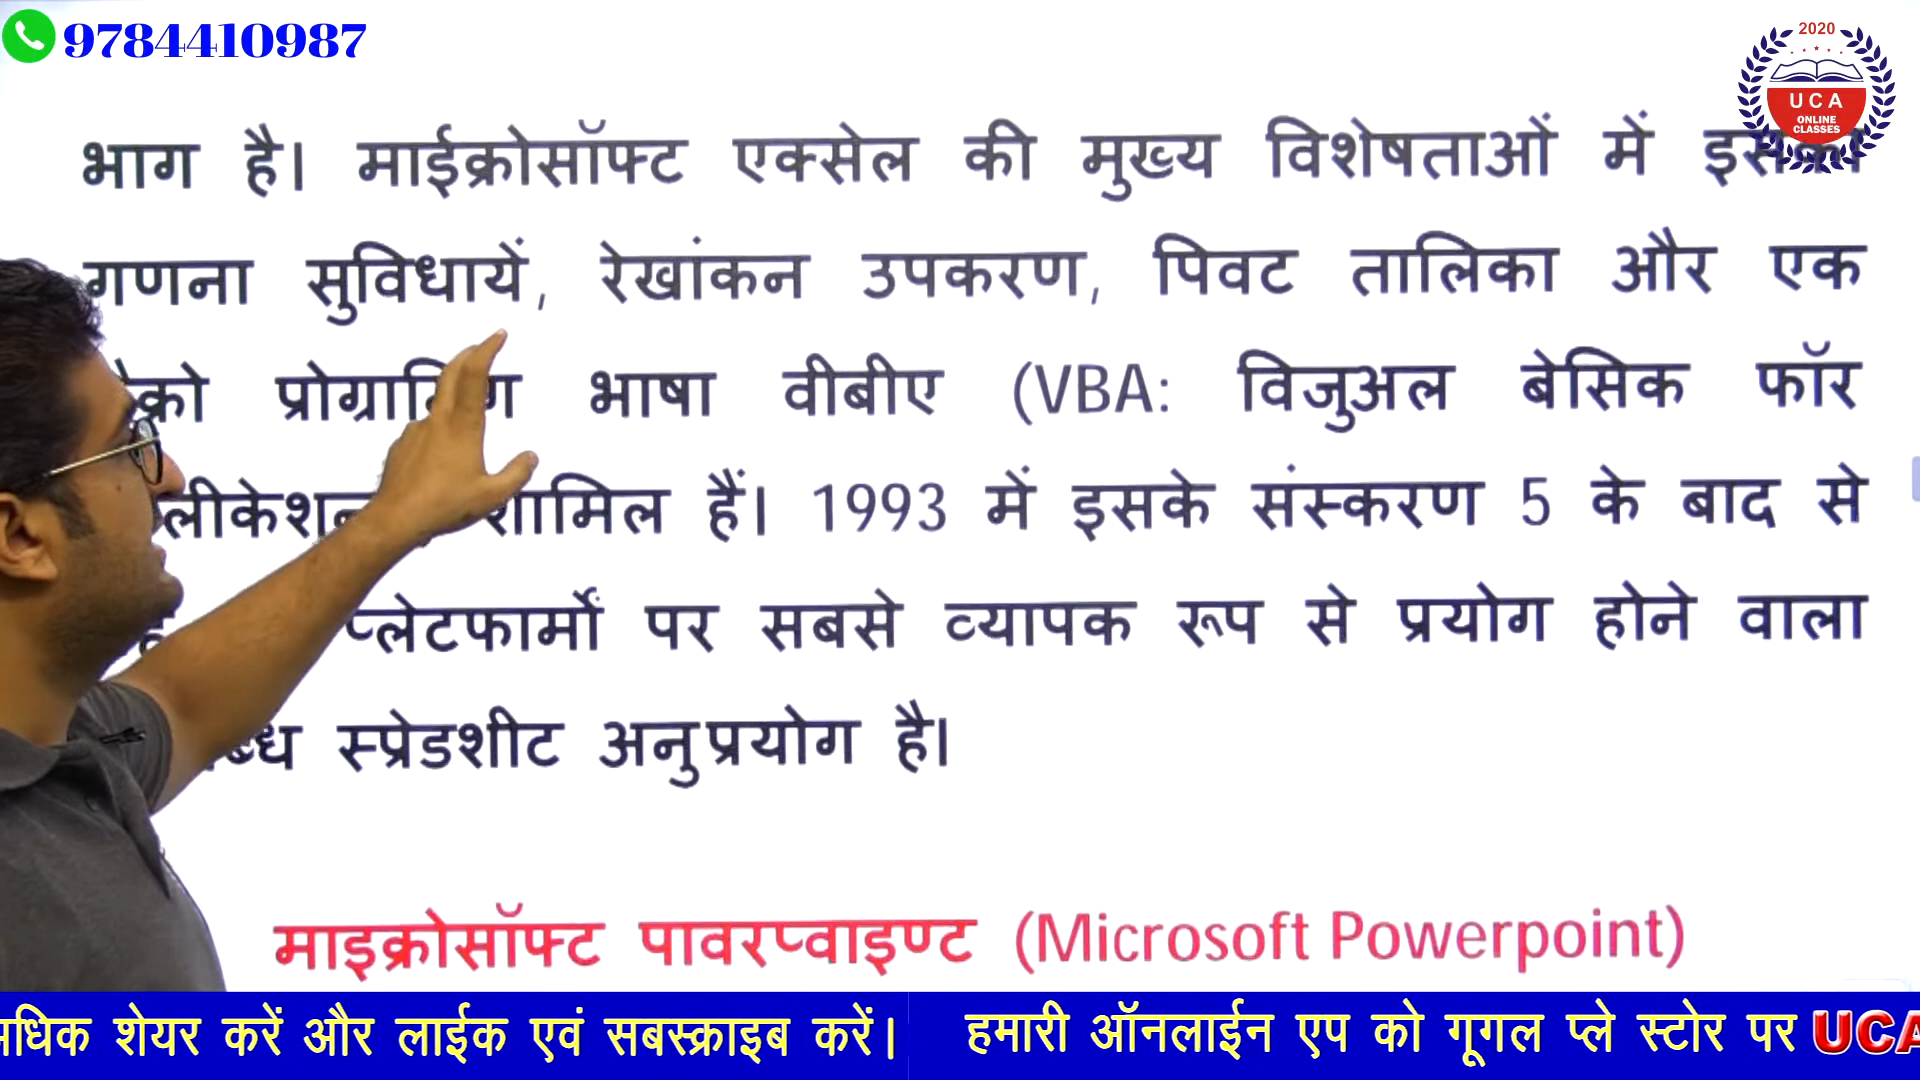 9784410987
2020
UCA
ONLINE
CLASSES
भाग है। माईक्रोसॉफ्ट एक्सेल की मुख्य विशेषताओं में
गणना सुविधायें, रेखांकन उपकरण, पिवट तालिका और एक
प्रोग्रामिंग भाषा वीबीए (VBA: विजुअल बेसिक फॉर
शामिल हैं। 1993 में इसके संस्करण 5 के बाद से
प्लेटफार्मों पर सबसे व्यापक रूप से प्रयोग होने वाला
स्प्रेडशीट अनुप्रयोग है।
माइक्रोसॉफ्ट पावरप्वाइण्ट (Microsoft Powerpoint)
शेयर करें और लाईक एवं सबस्क्राइब करें। हमारी ऑनलाईन एप को गूगल प्ले स्टोर पर UCA